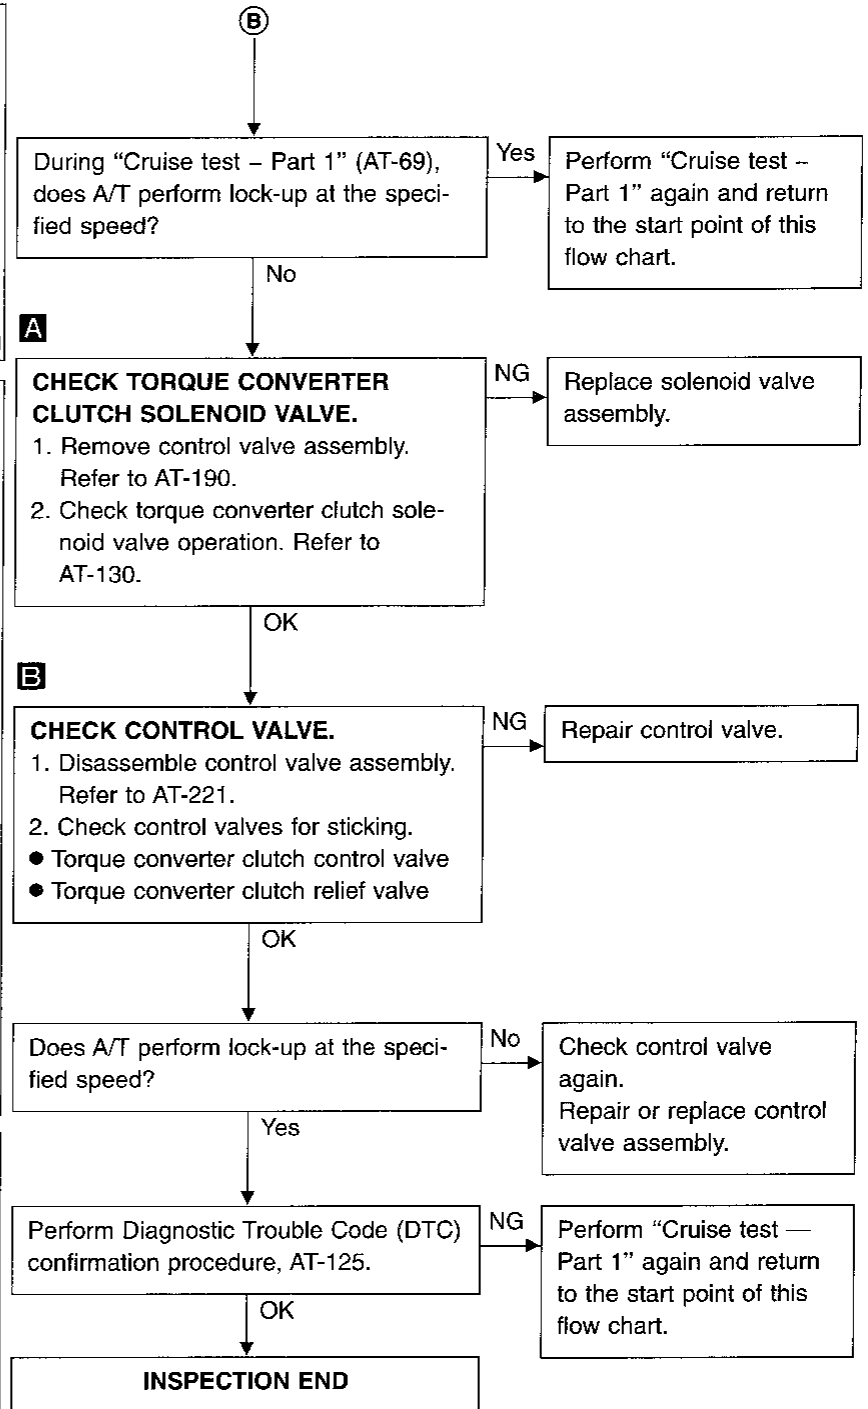 B
During “Cruise test – Part 1” (AT-69),
does A/T perform lock-up at the speci-
fied speed?
Yes
Perform “Cruise test –
Part 1” again and return
to the start point of this
flow chart.
No
A
CHECK TORQUE CONVERTER
CLUTCH SOLENOID VALVE.
1. Remove control valve assembly.
Refer to AT-190.
2. Check torque converter clutch sole-
noid valve operation. Refer to
AT-130.
NG
Replace solenoid valve
assembly.
OK
B
CHECK CONTROL VALVE.
1. Disassemble control valve assembly.
Refer to AT-221.
2. Check control valves for sticking.
● Torque converter clutch control valve
● Torque converter clutch relief valve
NG
Repair control valve.
OK
Does A/T perform lock-up at the speci-
fied speed?
No
Check control valve
again.
Repair or replace control
valve assembly.
Yes
Perform Diagnostic Trouble Code (DTC)
confirmation procedure, AT-125.
NG
Perform “Cruise test —
Part 1” again and return
to the start point of this
flow chart.
OK
INSPECTION END